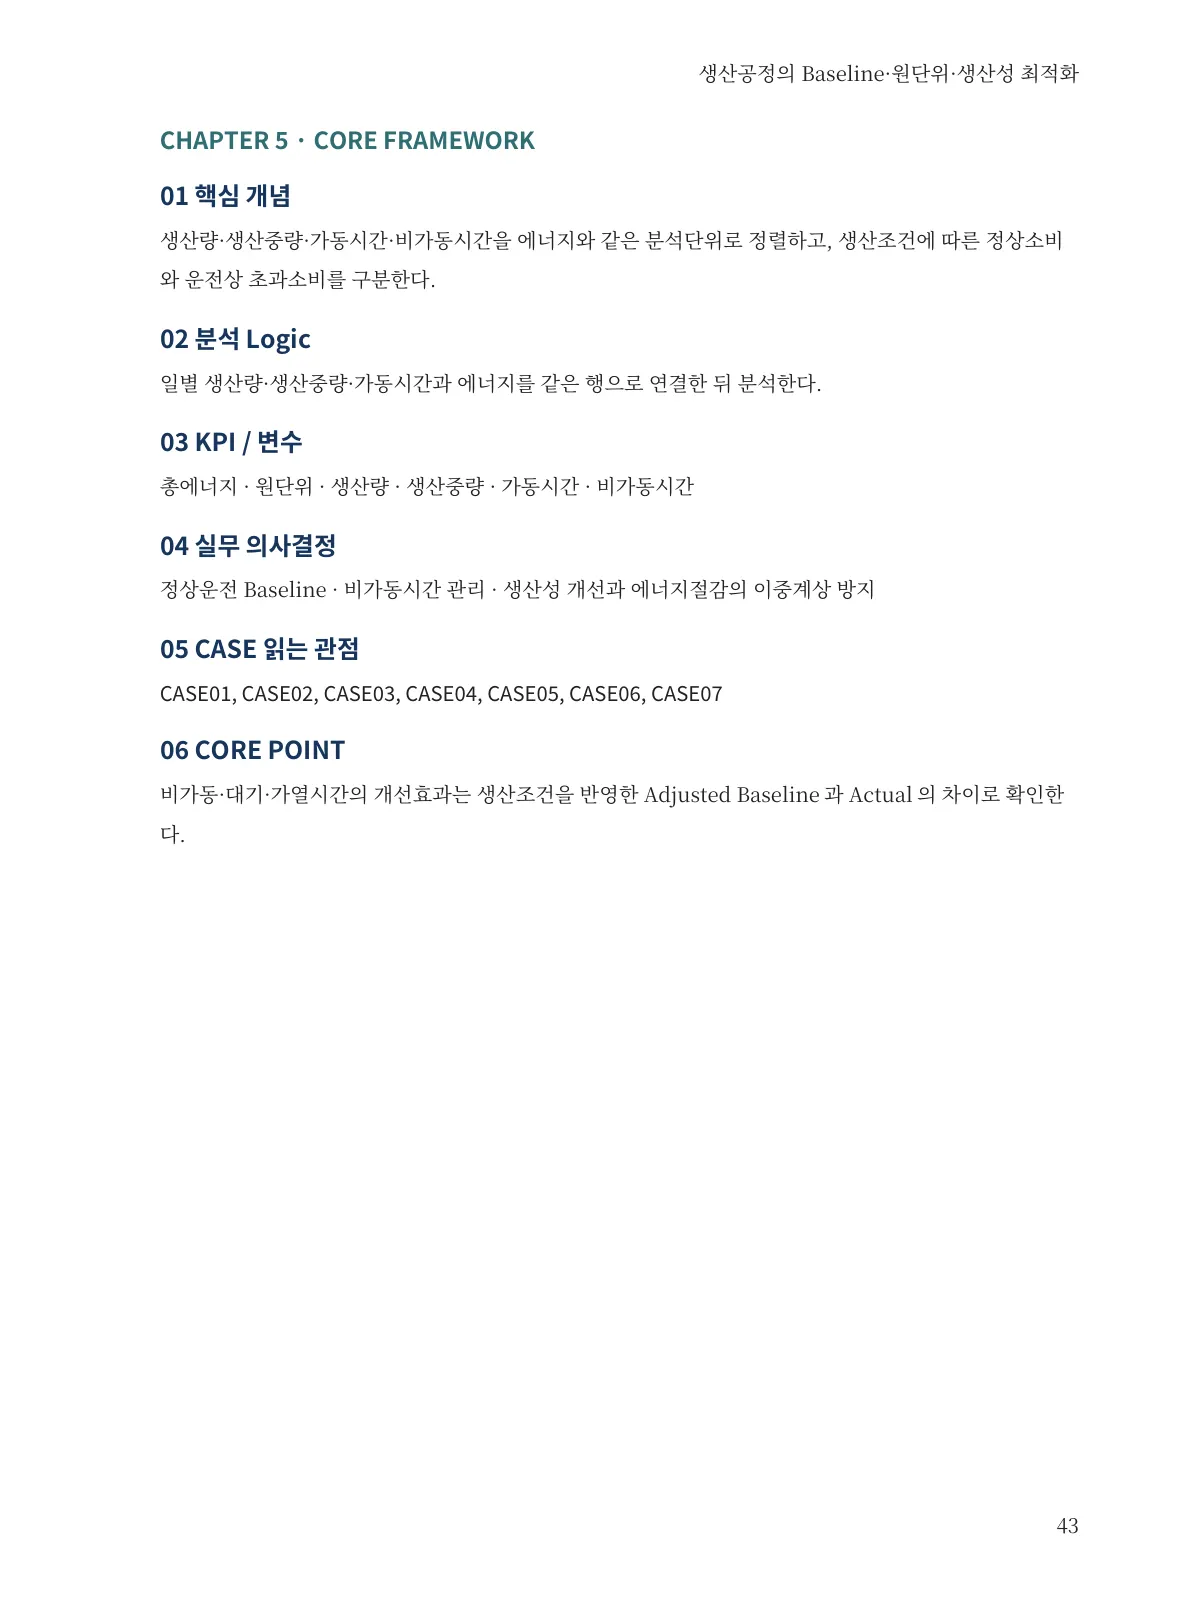 생산공정의 Baseline·원단위·생산성 최적화
CHAPTER 5 · CORE FRAMEWORK
01 핵심 개념
생산량·생산중량·가동시간·비가동시간을 에너지와 같은 분석단위로 정렬하고, 생산조건에 따른 정상소비
와 운전상 초과소비를 구분한다.
02 분석 Logic
일별 생산량·생산중량·가동시간과 에너지를 같은 행으로 연결한 뒤 분석한다.
03 KPI / 변수
총에너지 · 원단위 · 생산량 · 생산중량 · 가동시간 · 비가동시간
04 실무 의사결정
정상운전 Baseline · 비가동시간 관리 · 생산성 개선과 에너지절감의 이중계상 방지
05 CASE 읽는 관점
CASE01, CASE02, CASE03, CASE04, CASE05, CASE06, CASE07
06 CORE POINT
비가동·대기·가열시간의 개선효과는 생산조건을 반영한 Adjusted Baseline 과 Actual 의 차이로 확인한
다.
43